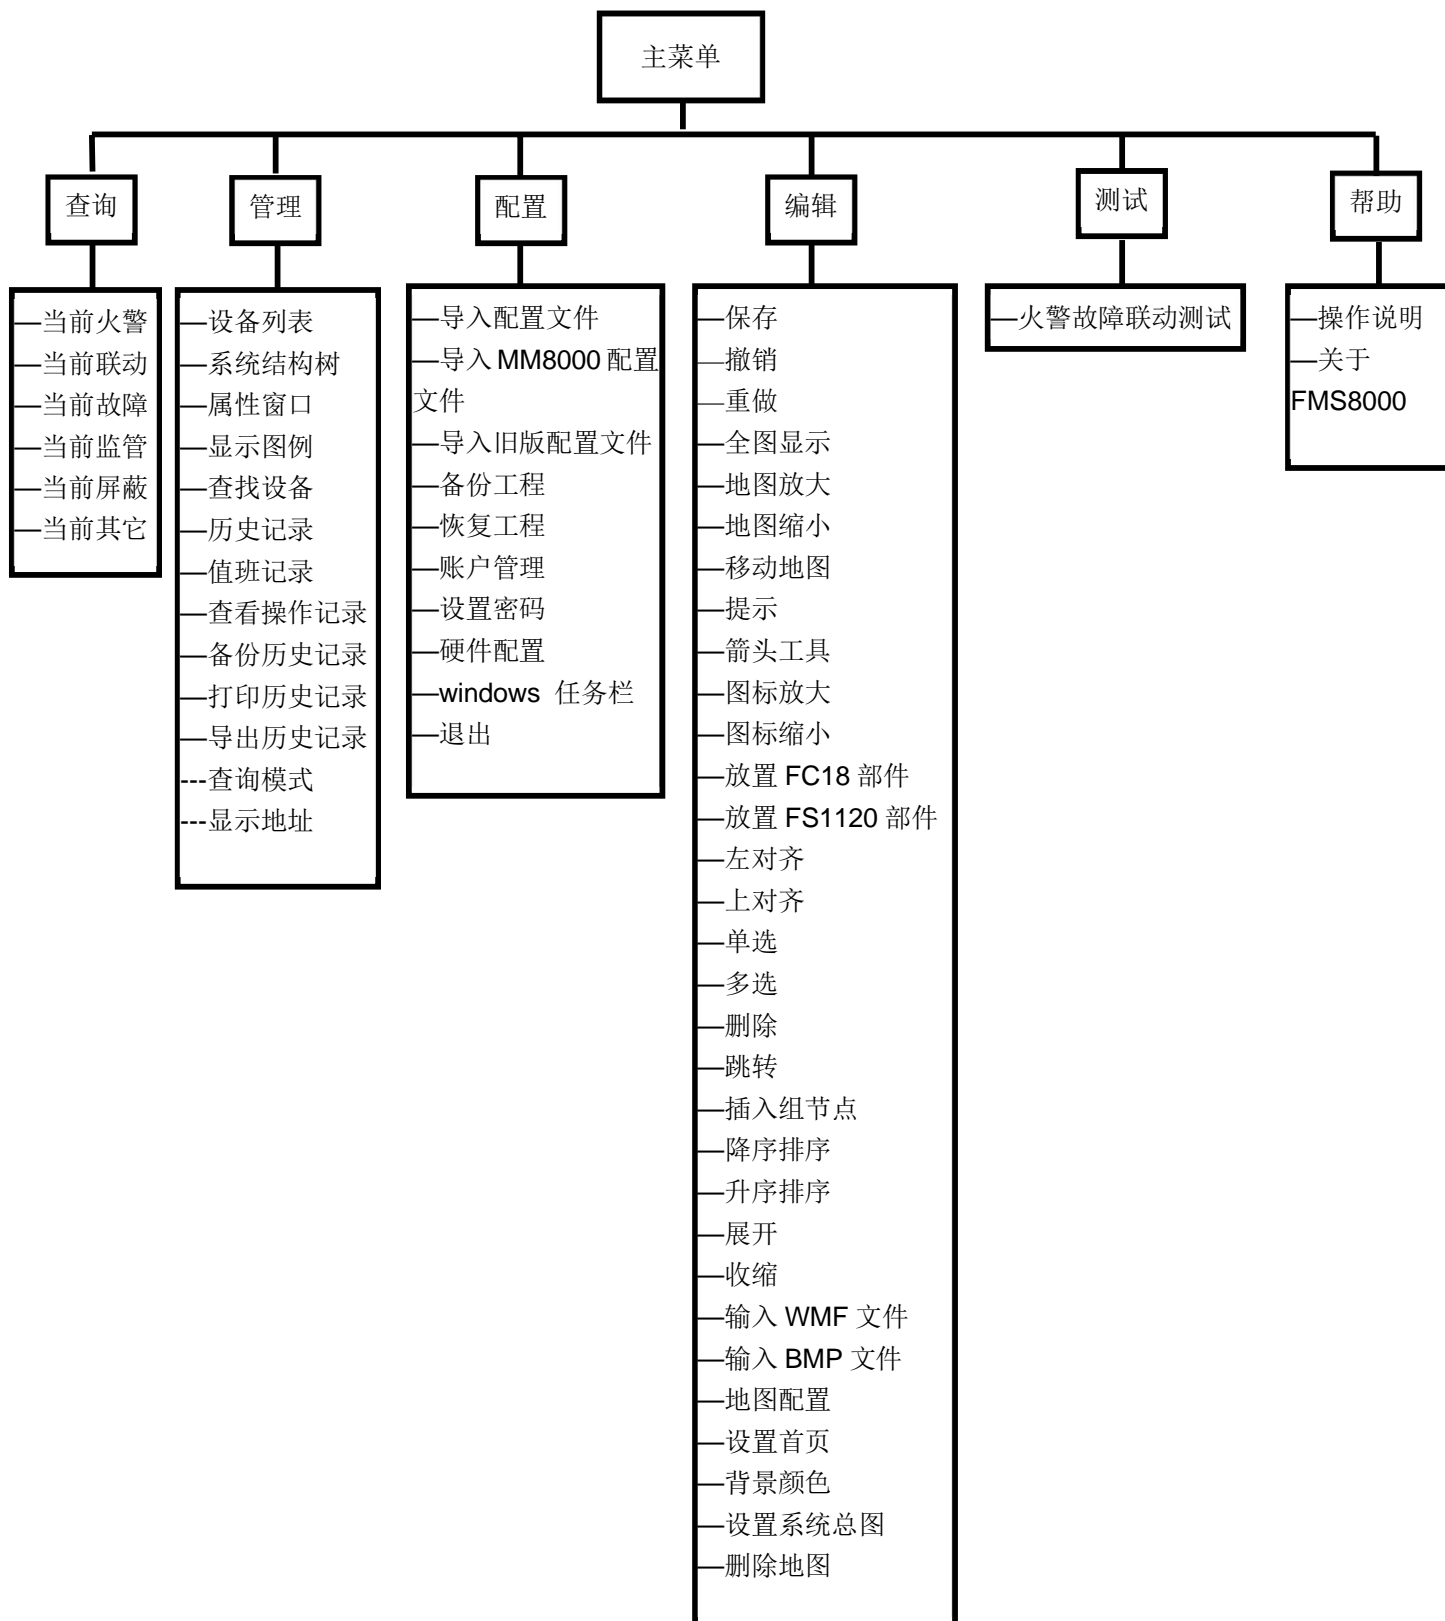 主菜单
查询
管理
配置
编辑
测试
帮助
—当前火警
—当前联动
—当前故障
—当前监管
—当前屏蔽
—当前其它
—设备列表
—系统结构树
—属性窗口
—显示图例
—查找设备
—历史记录
—值班记录
—查看操作记录
—备份历史记录
—打印历史记录
—导出历史记录
---查询模式
---显示地址
—导入配置文件
—导入 MM8000 配置
文件
—导入旧版配置文件
—备份工程
—恢复工程
—账户管理
—设置密码
—硬件配置
—windows 任务栏
—退出
—保存
—撤销
—重做
—全图显示
—地图放大
—地图缩小
—移动地图
—提示
—箭头工具
—图标放大
—图标缩小
—放置 FC18 部件
—放置 FS1120 部件
—左对齐
—上对齐
—单选
—多选
—删除
—跳转
—插入组节点
—降序排序
—升序排序
—展开
—收缩
—输入 WMF 文件
—输入 BMP 文件
—地图配置
—设置首页
—背景颜色
—设置系统总图
—删除地图
—火警故障联动测试
—操作说明
—关于
FMS8000